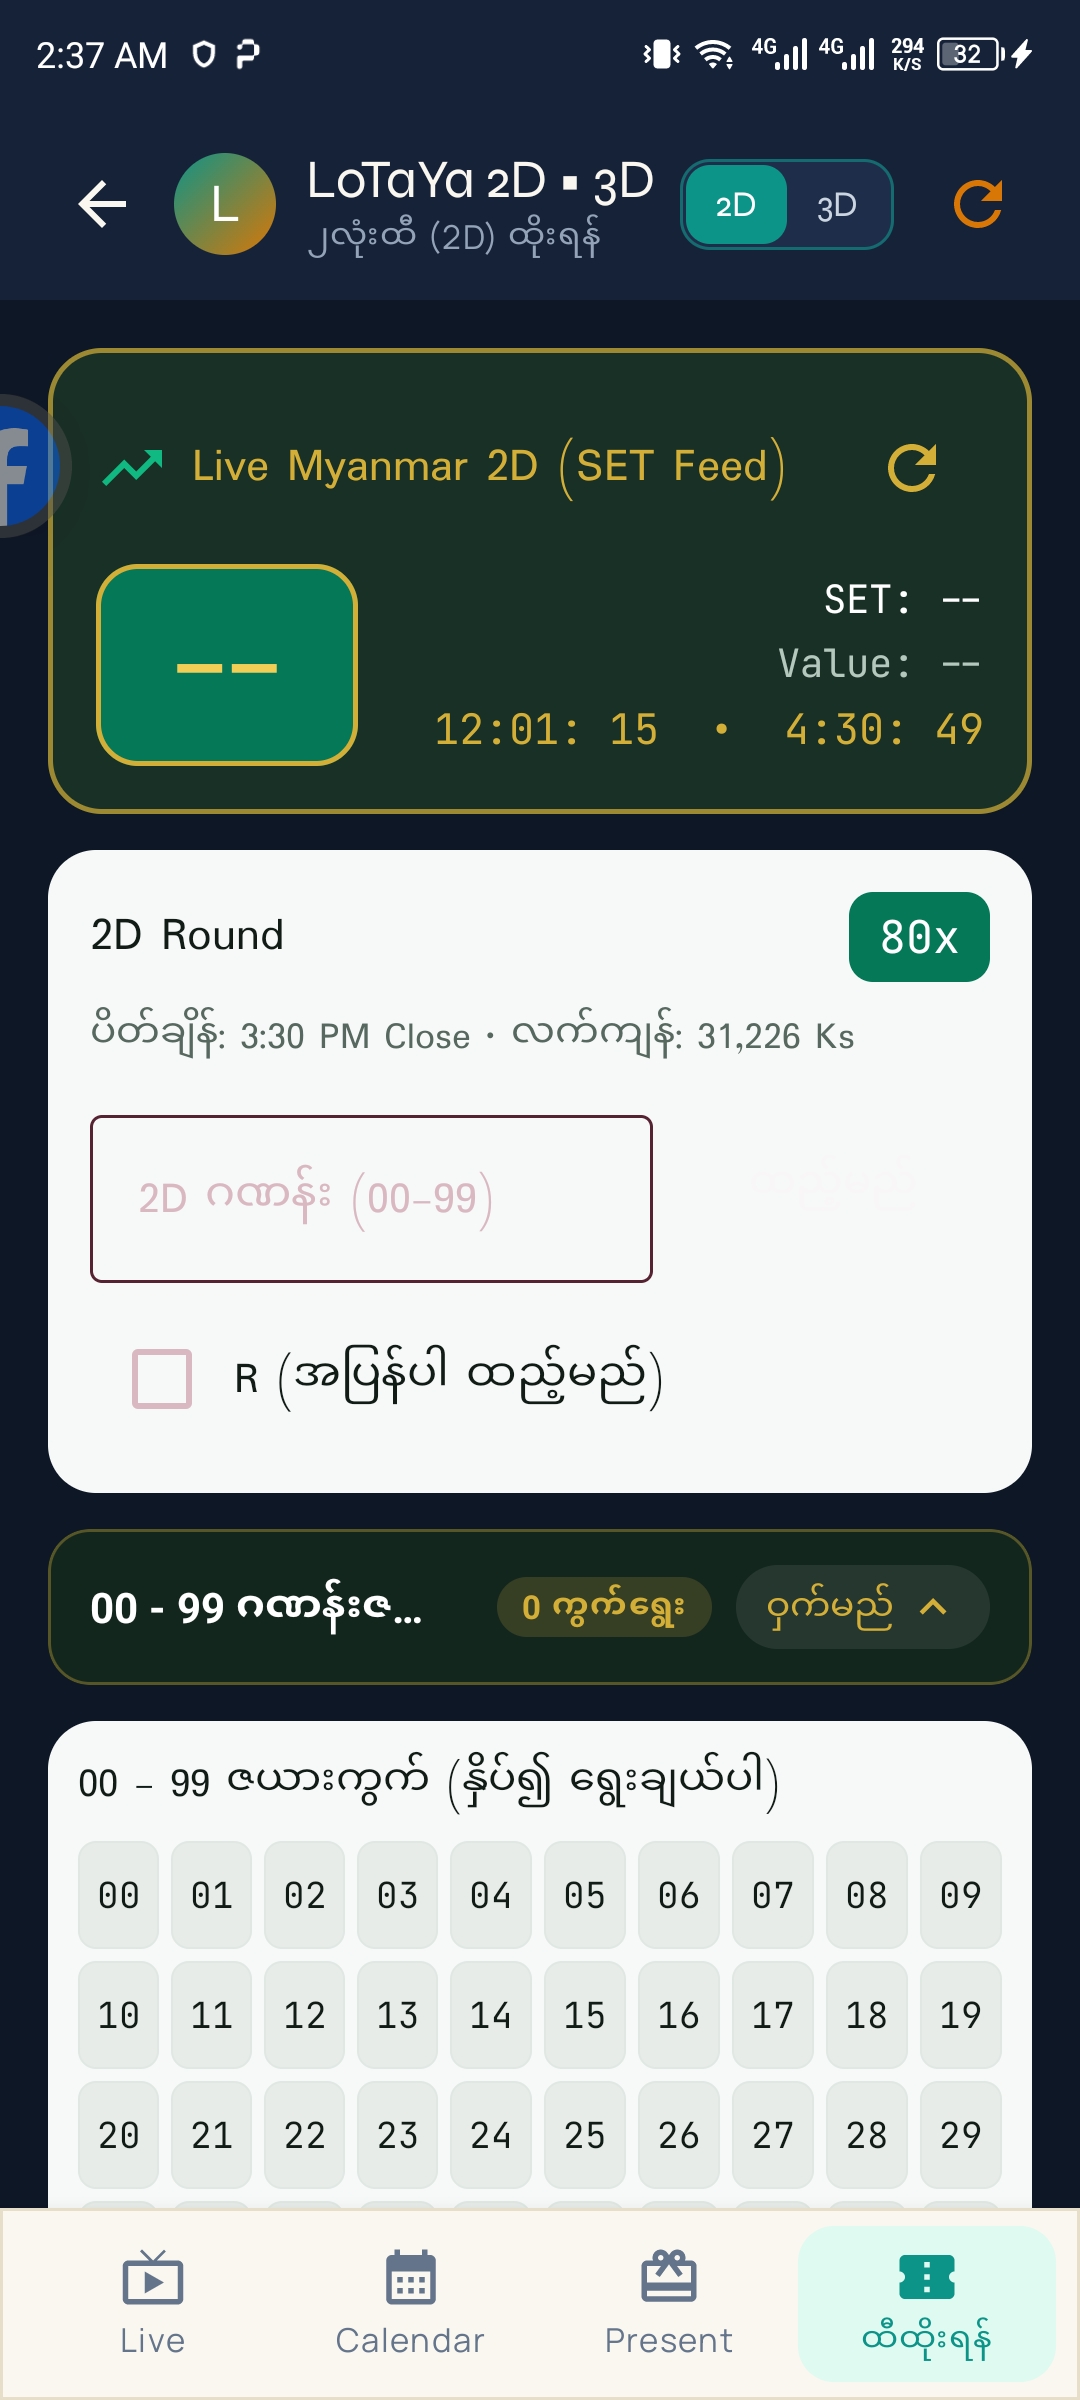 2:37 AM
4G 4G 294 K/S 32
L
LoTaYa 2D ▪ 3D
၂လုံးထီ (2D) ထိုးရန်
2D 3D
Live Myanmar 2D (SET Feed)
--
SET: --
Value: --
12:01: 15 • 4:30: 49
2D Round
80x
ပိတ်ချိန်: 3:30 PM Close • လက်ကျန်: 31,226 Ks
2D ဂဏန်း (00-99)
R (အပြန်ပါ ထည့်မည်)
00 - 99 ဂဏန်းဇ...
0 ကွက်ရွေး
ဝှက်မည်
00 - 99 ဇယားကွက် (နှိပ်၍ ရွေးချယ်ပါ)
00 01 02 03 04 05 06 07 08 09
10 11 12 13 14 15 16 17 18 19
20 21 22 23 24 25 26 27 28 29
Live
Calendar
Present
ထီထိုးရန်